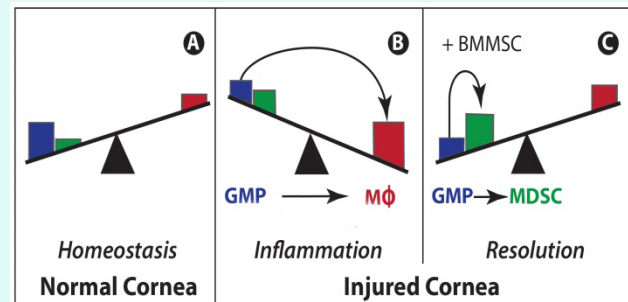 A
B
+ BMMSC
C
GMP
Mϕ
GMP
MDSC
Homeostasis
Inflammation
Resolution
Normal Cornea
Injured Cornea